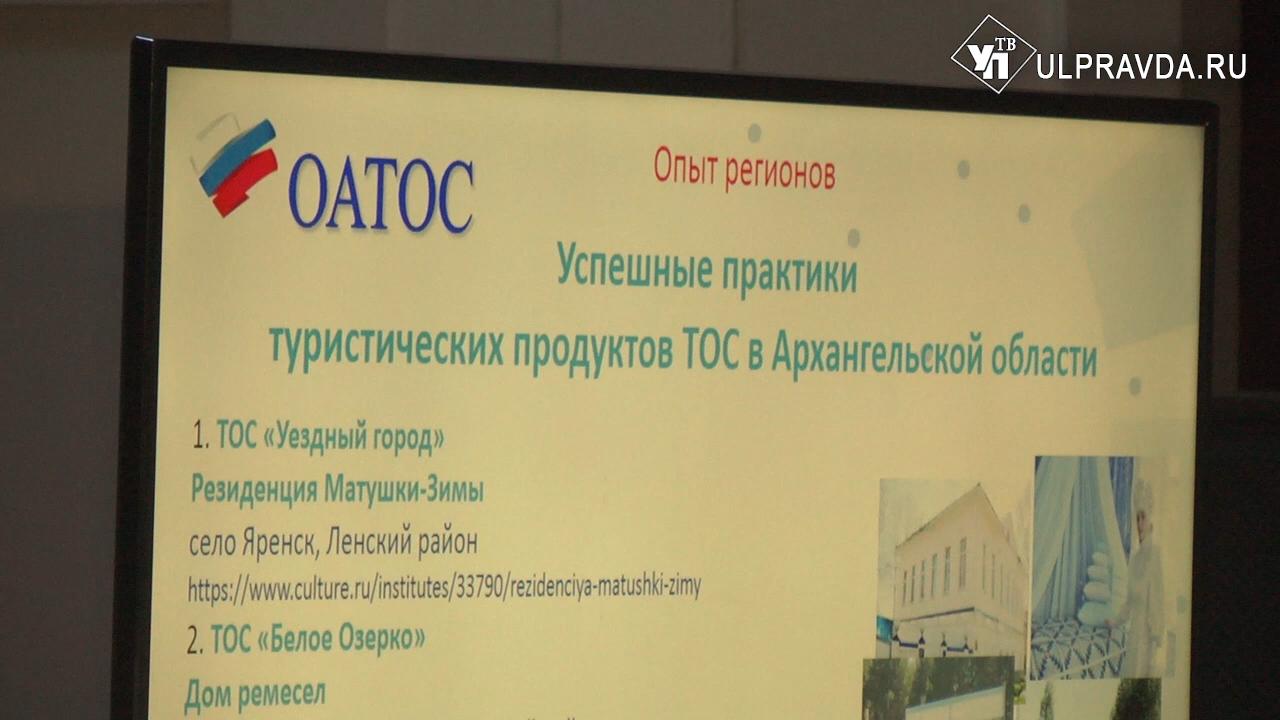 УП ТВ ULPRAVDA.RU
ОАТОС
Опыт регионов
Успешные практики
туристических продуктов ТОС в Архангельской области
1. ТОС «Уездный город»
Резиденция Матушки-Зимы
село Яренск, Ленский район
https://www.culture.ru/institutes/33790/rezidenciya-matushki-zimy
2. ТОС «Белое Озерко»
Дом ремесел